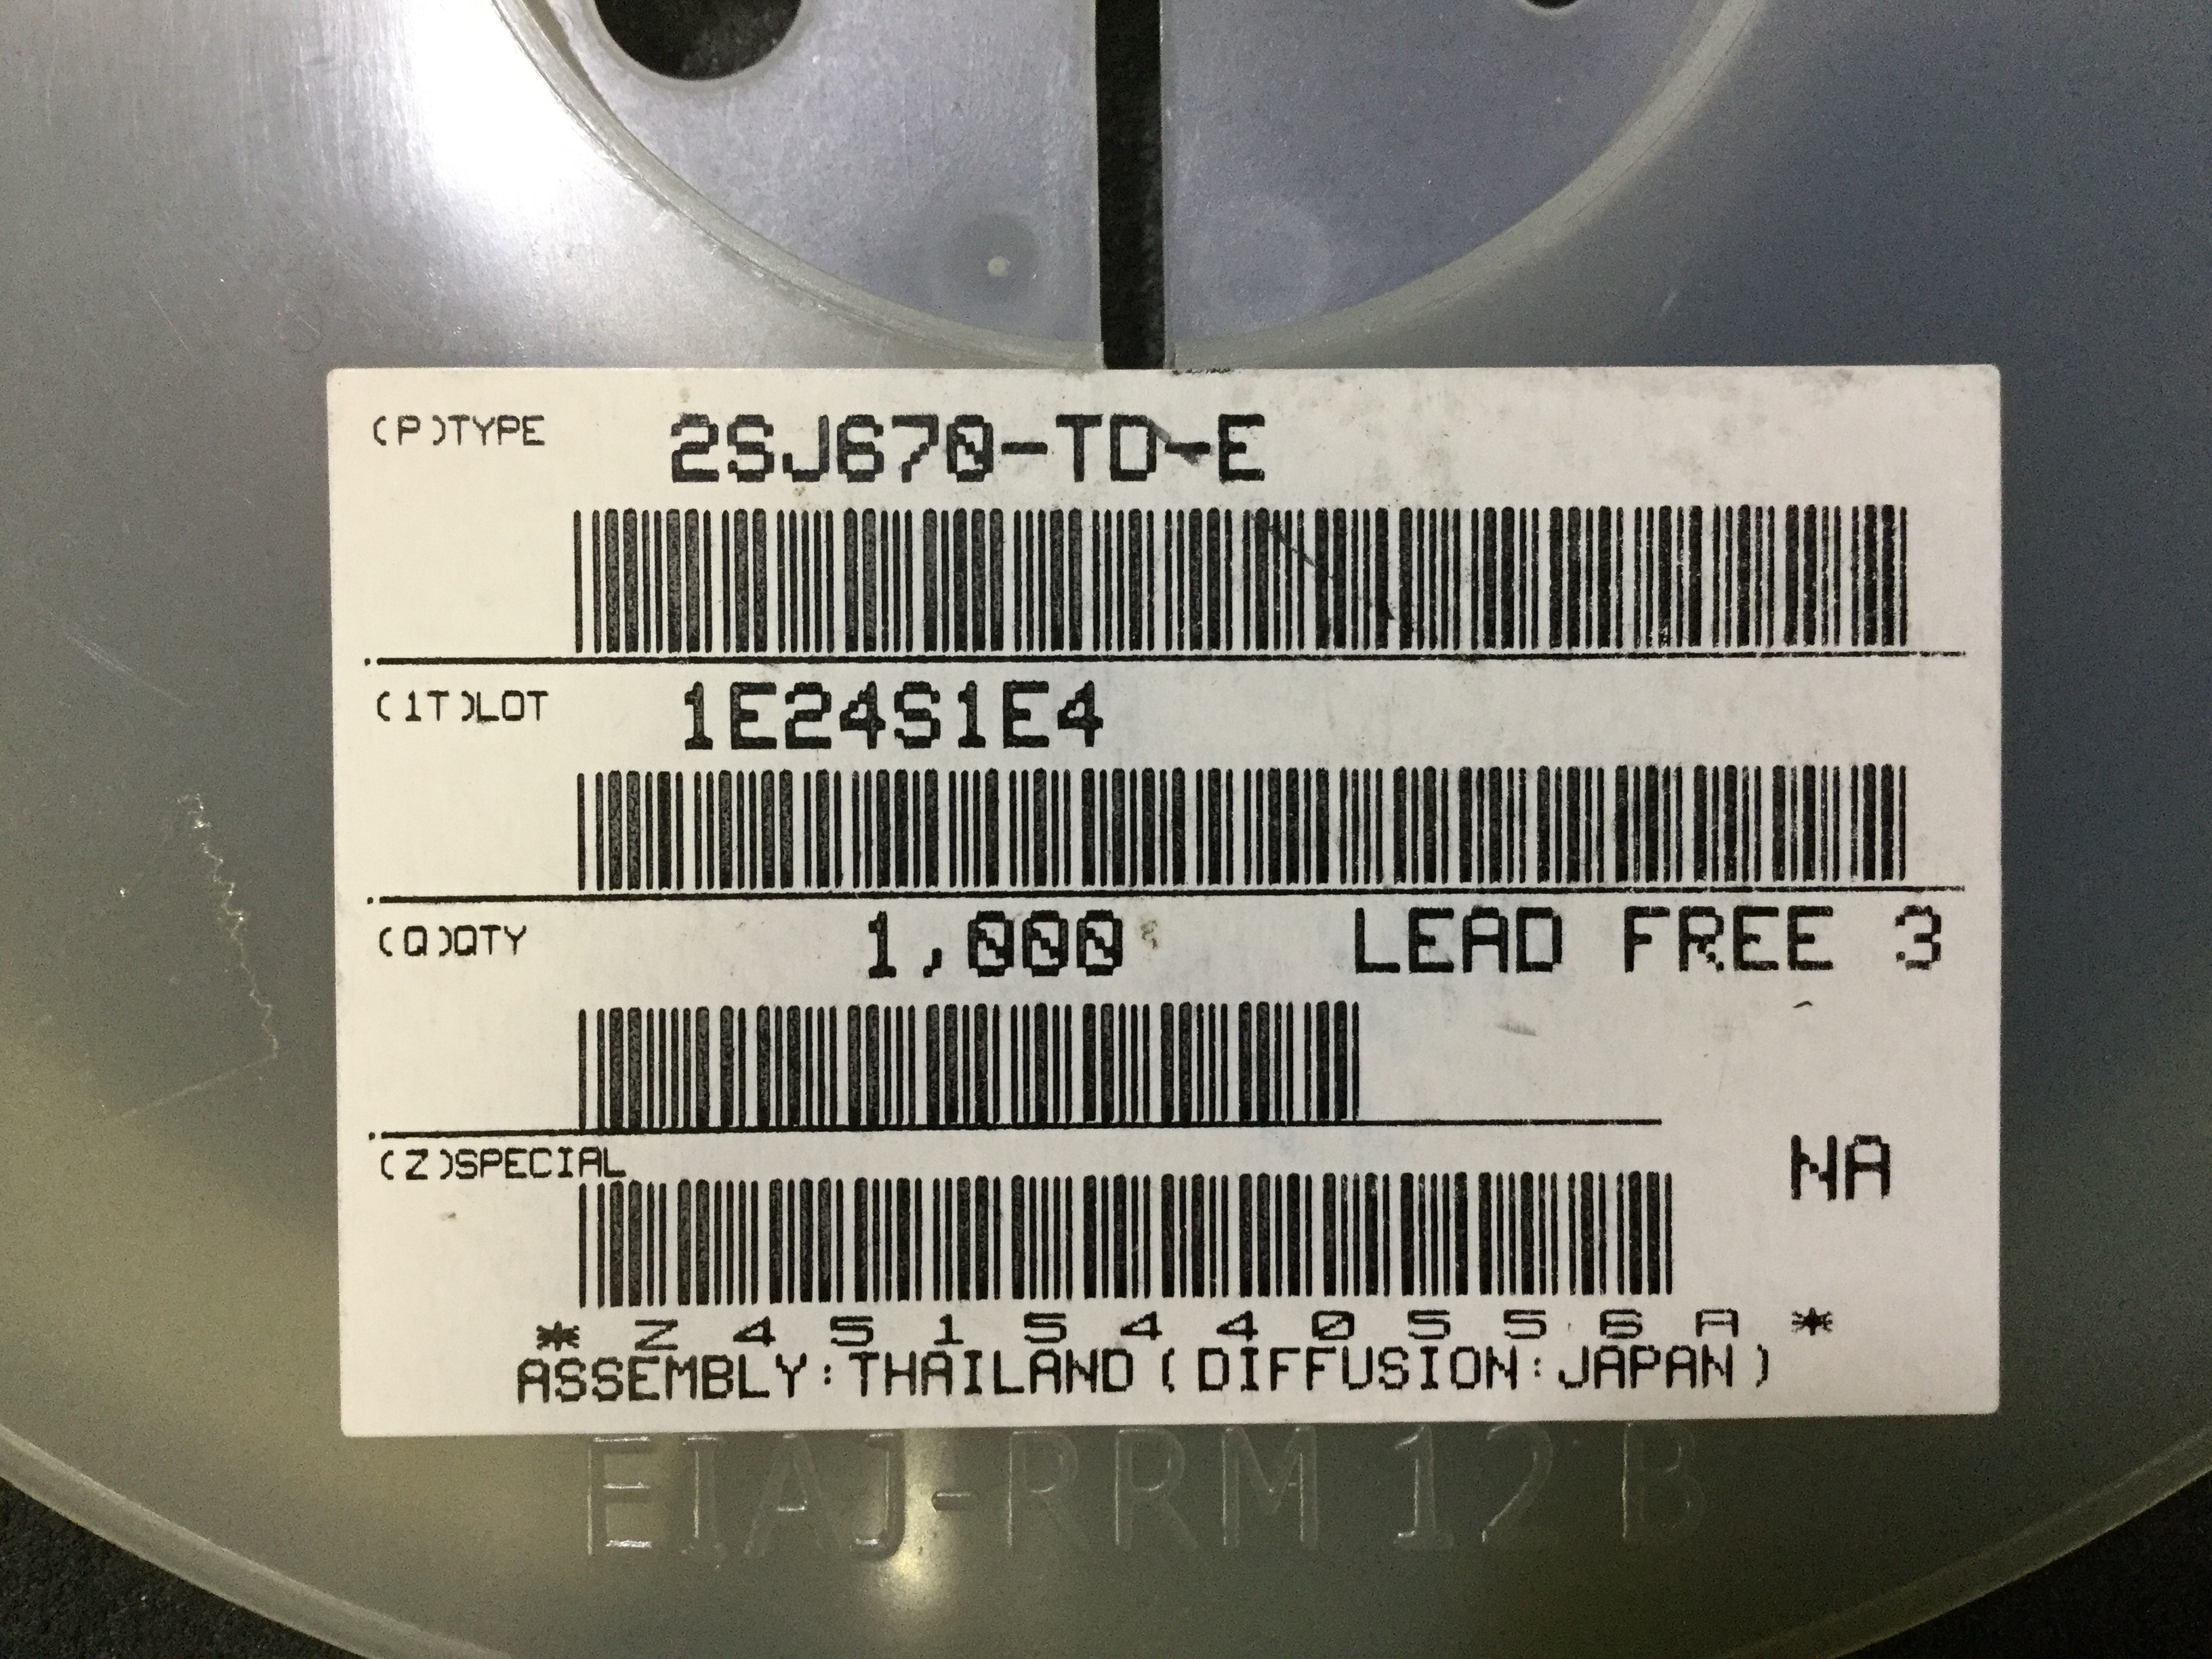 (P)TYPE 2SJ670-TD-E
(1T)LOT 1E24S1E4
(Q)QTY 1,000 LEAD FREE 3
(Z)SPECIAL NA
* Z 4 5 1 5 4 4 0 5 5 6 A *
ASSEMBLY:THAILAND(DIFFUSION:JAPAN)
EIAJ-RRM 12 B